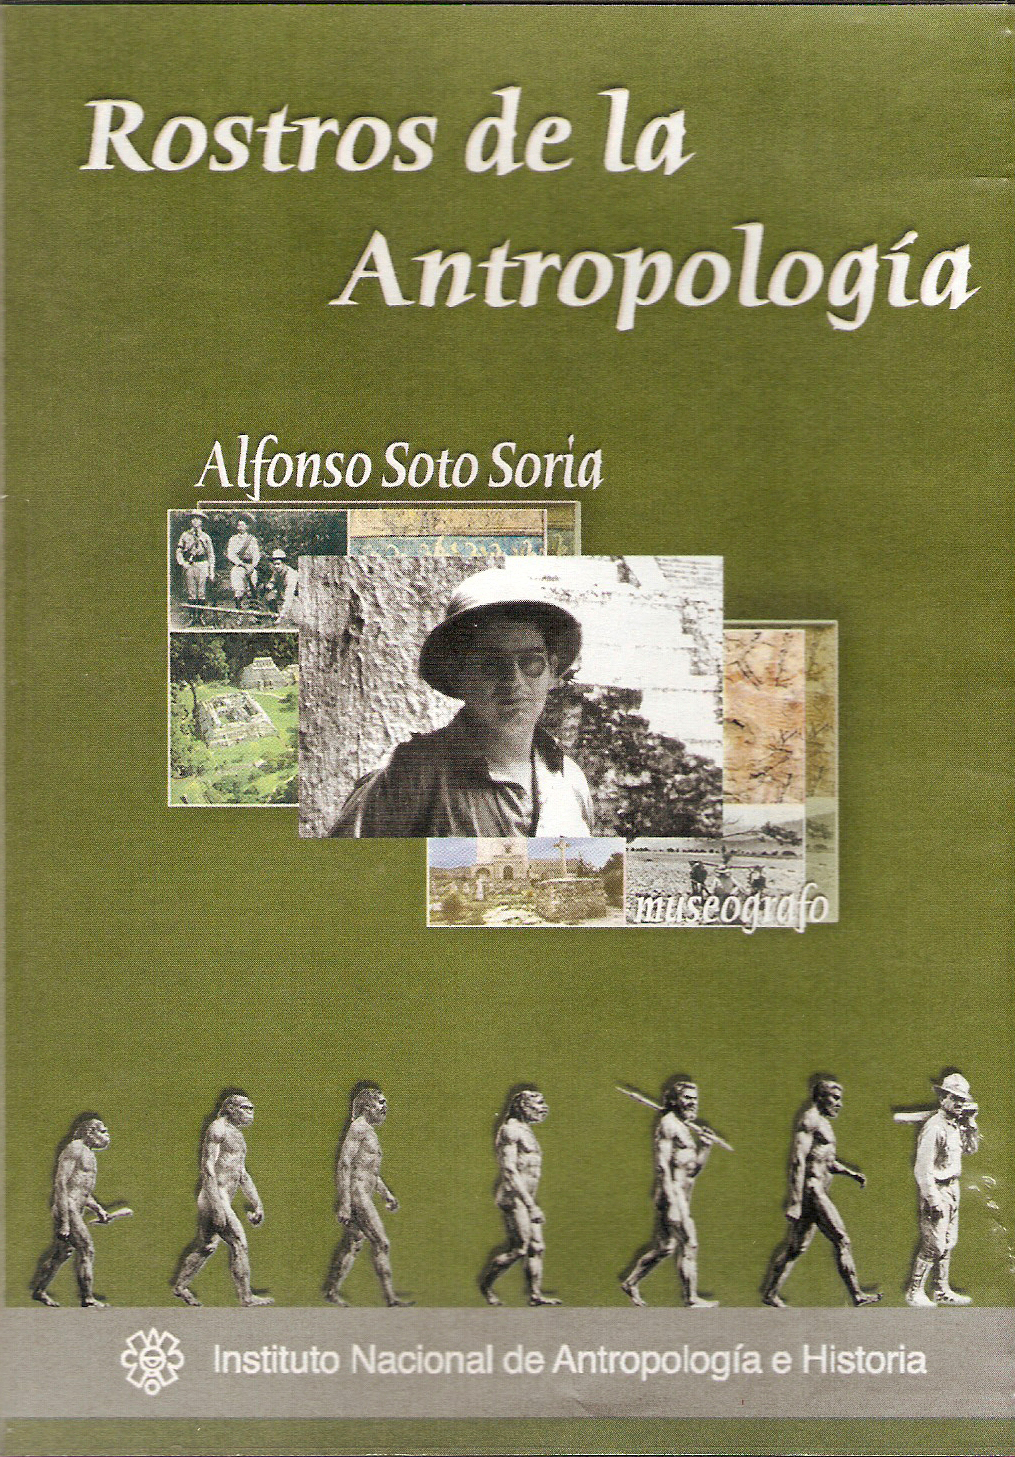 Rostros de la
Antropología
Alfonso Soto Soria
museógrafo
Instituto Nacional de Antropología e Historia